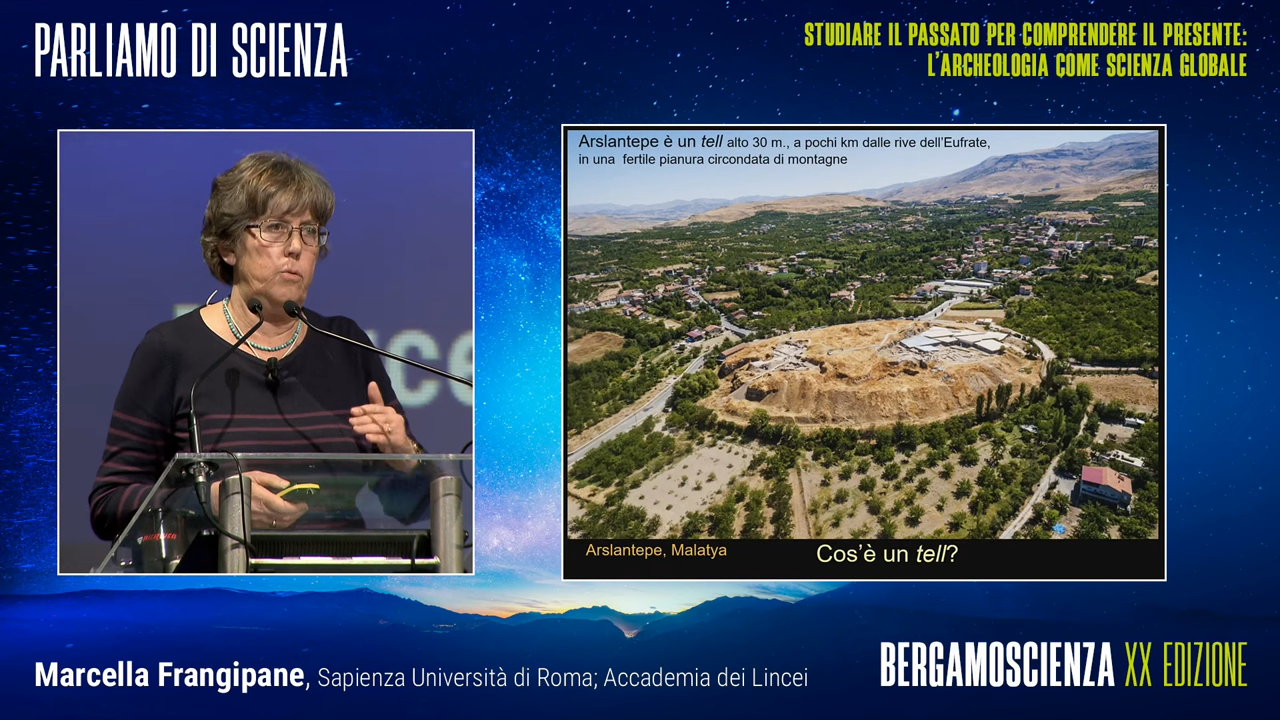 PARLIAMO DI SCIENZA
STUDIARE IL PASSATO PER COMPRENDERE IL PRESENTE:
L'ARCHEOLOGIA COME SCIENZA GLOBALE
Arslantepe è un tell alto 30 m., a pochi km dalle rive dell'Eufrate,
in una fertile pianura circondata di montagne
Arslantepe, Malatya
Cos'è un tell?
Marcella Frangipane, Sapienza Università di Roma; Accademia dei Lincei
BERGAMOSCIENZA XX EDIZIONE